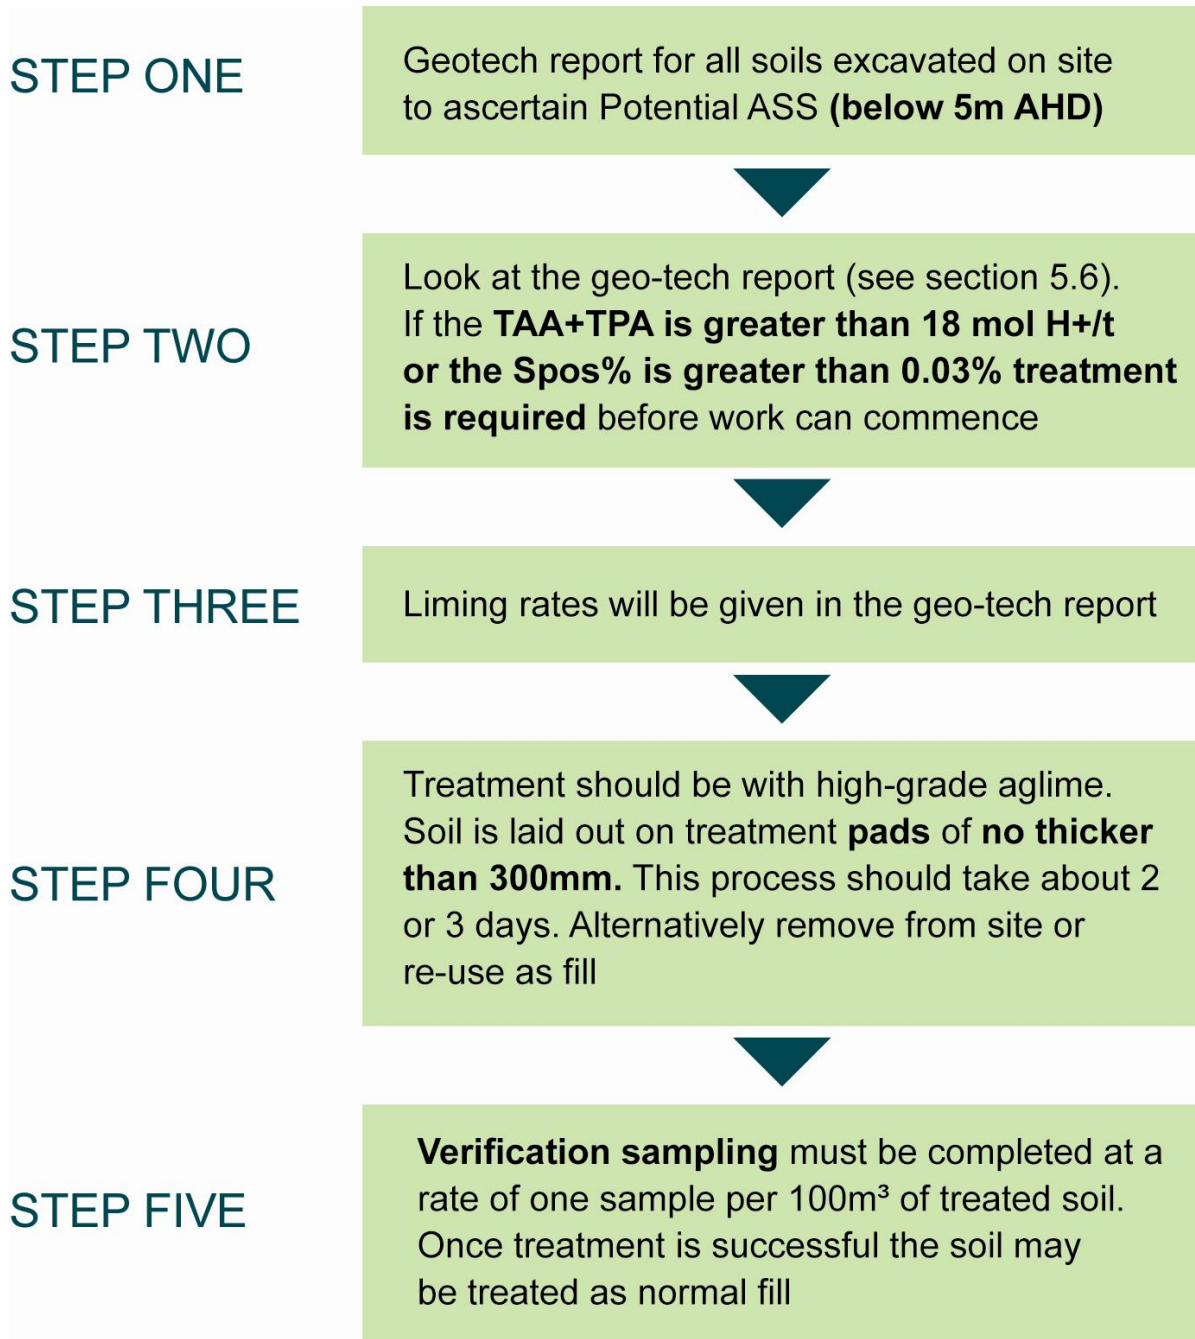 STEP ONE
Geotech report for all soils excavated on site
to ascertain Potential ASS (below 5m AHD)
STEP TWO
Look at the geo-tech report (see section 5.6).
If the TAA+TPA is greater than 18 mol H+/t
or the Spos% is greater than 0.03% treatment
is required before work can commence
STEP THREE
Liming rates will be given in the geo-tech report
STEP FOUR
Treatment should be with high-grade aglime.
Soil is laid out on treatment pads of no thicker
than 300mm. This process should take about 2
or 3 days. Alternatively remove from site or
re-use as fill
STEP FIVE
Verification sampling must be completed at a
rate of one sample per 100m³ of treated soil.
Once treatment is successful the soil may
be treated as normal fill